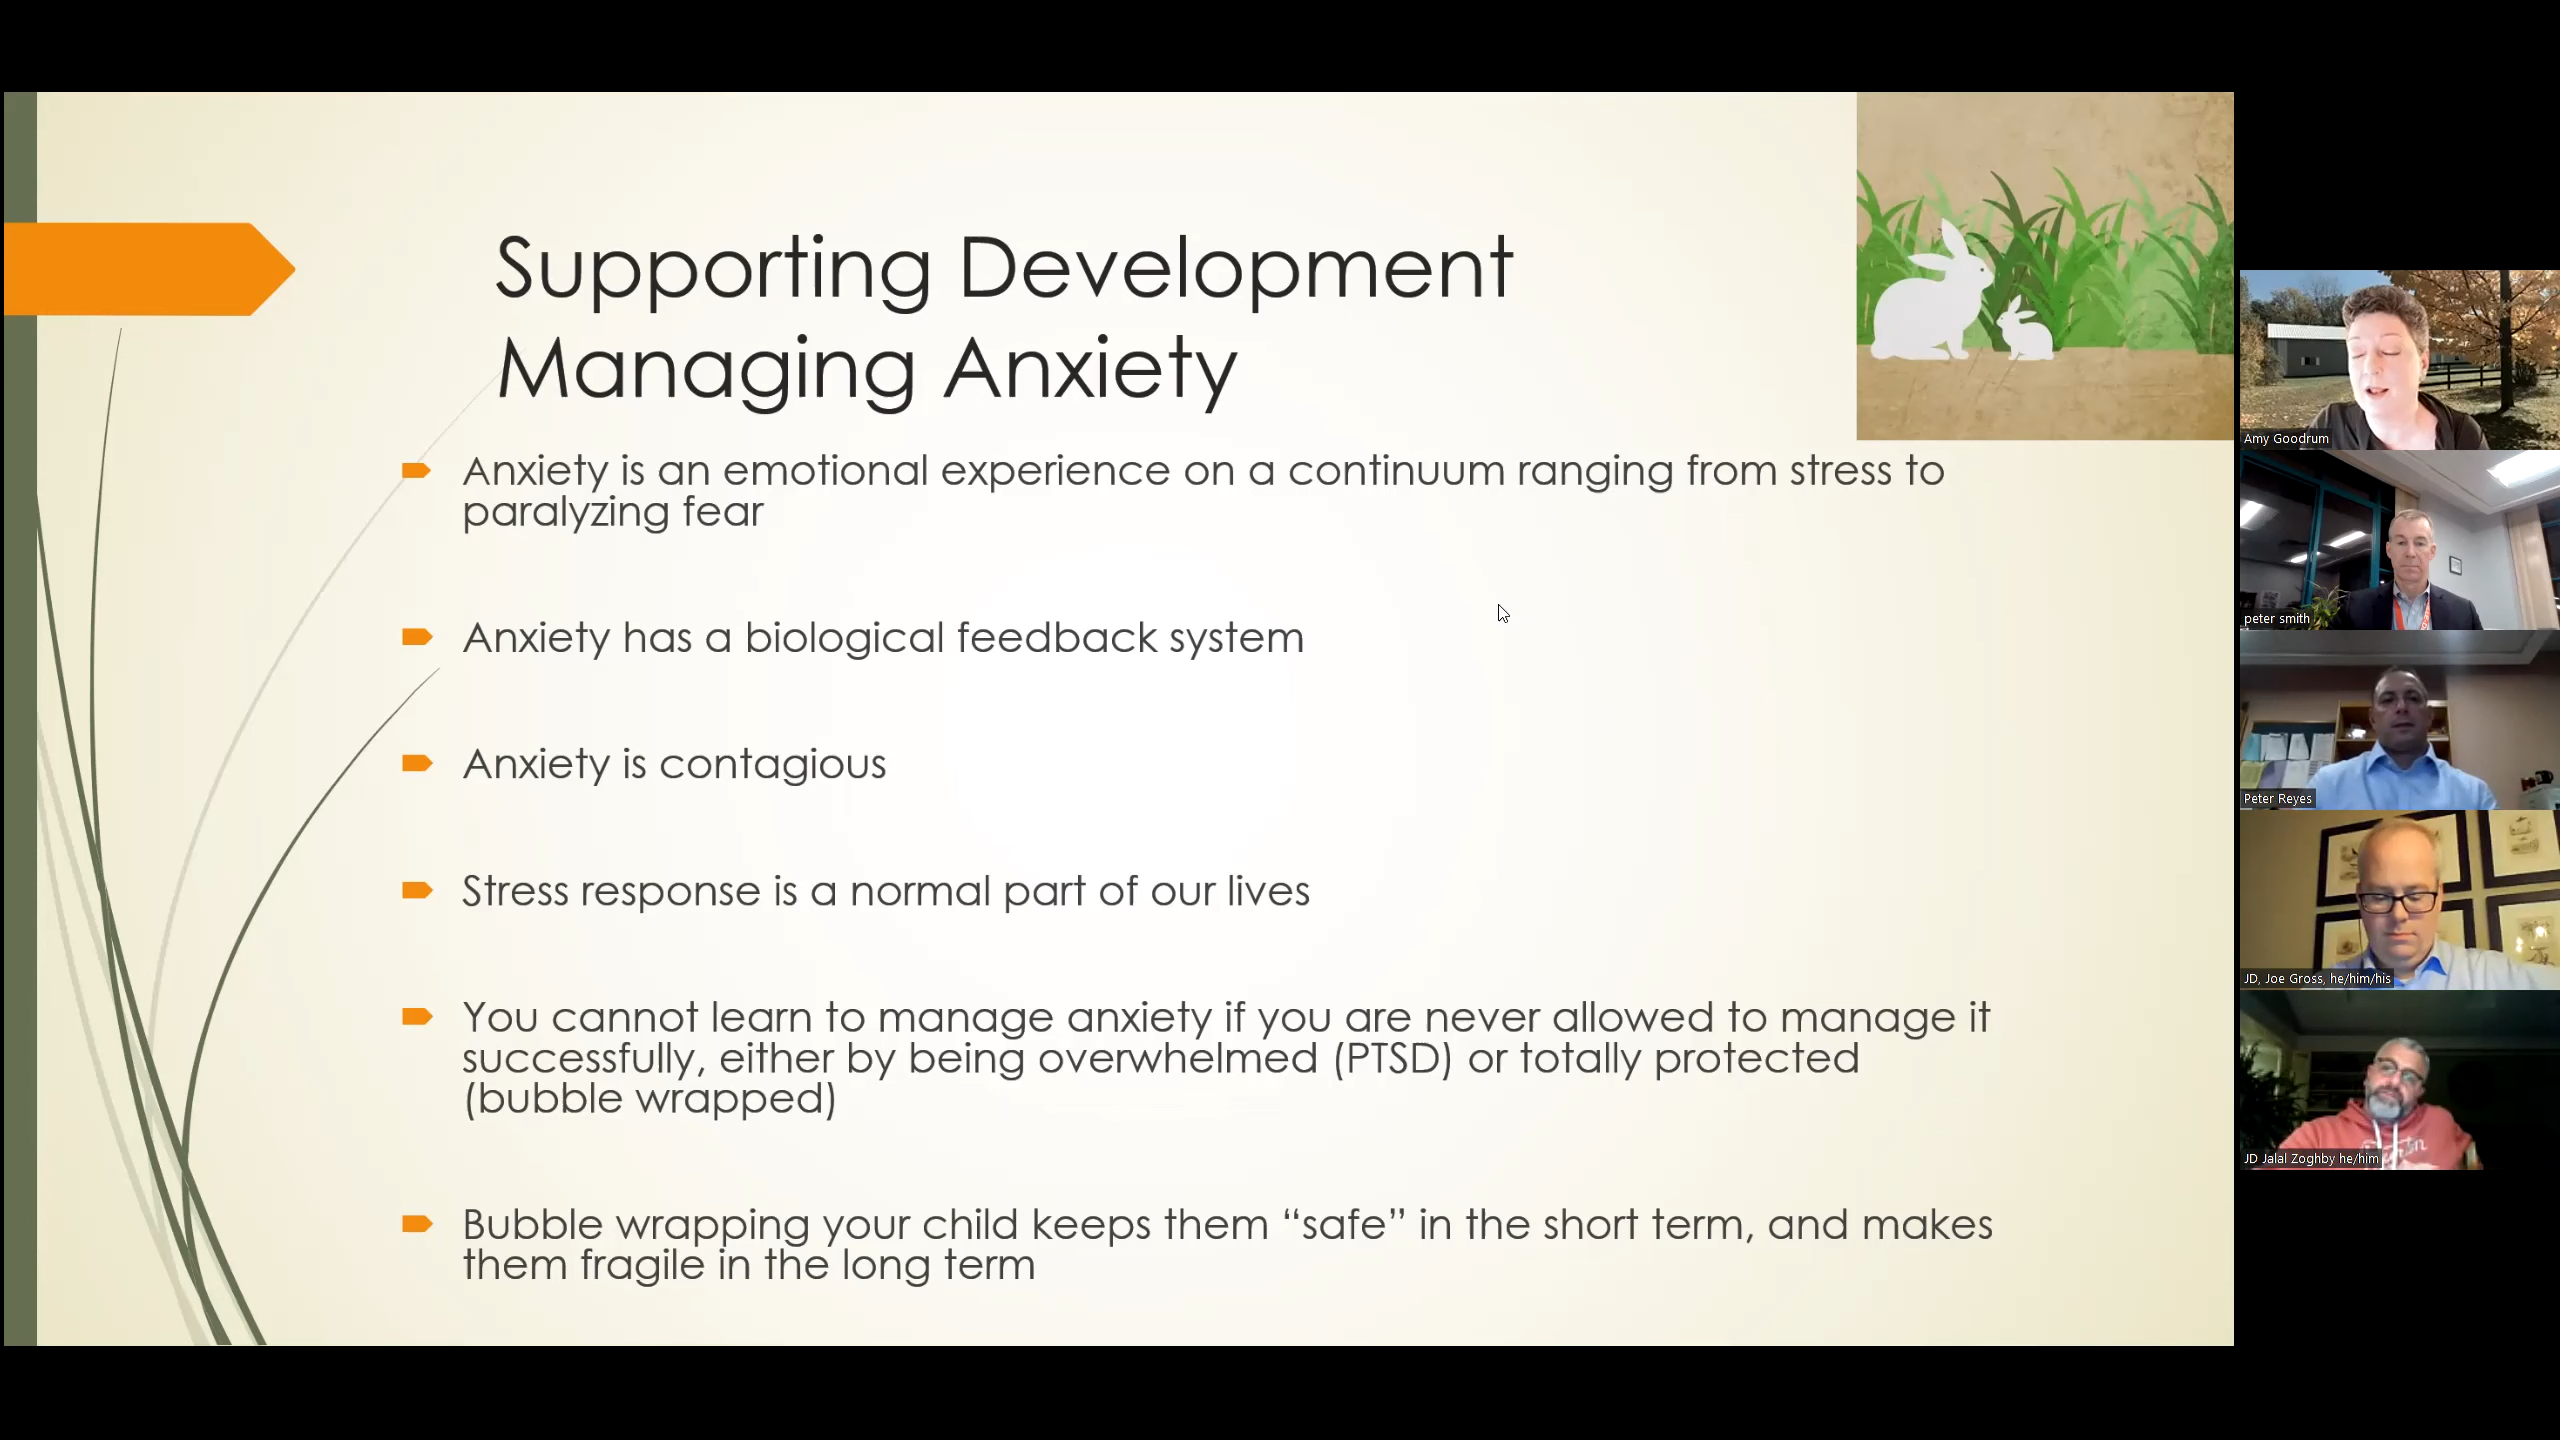 Supporting Development
Managing Anxiety
Anxiety is an emotional experience on a continuum ranging from stress to
paralyzing fear
Anxiety has a biological feedback system
Anxiety is contagious
Stress response is a normal part of our lives
You cannot learn to manage anxiety if you are never allowed to manage it
successfully, either by being overwhelmed (PTSD) or totally protected
(bubble wrapped)
Bubble wrapping your child keeps them “safe” in the short term, and makes
them fragile in the long term
Amy Goodrum
peter smith
Peter Reyes
JD, Joe Gross, he/him/his
JD Jalal Zoghby he/him